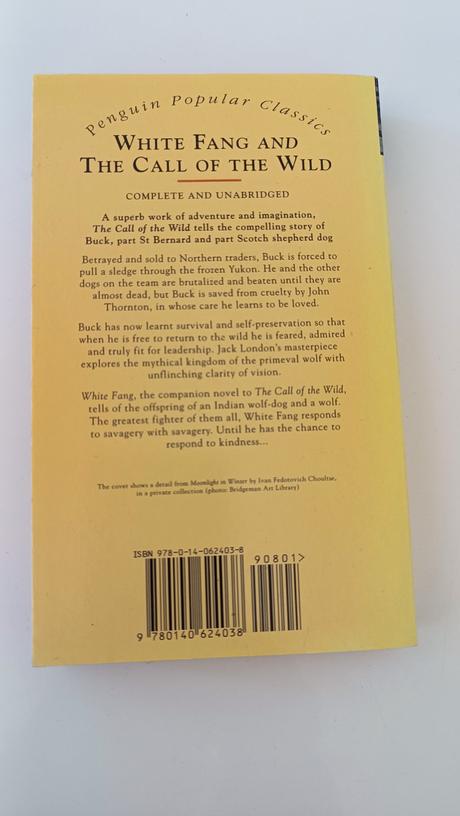 Penguin Popular Classics
WHITE FANG AND
THE CALL OF THE WILD
COMPLETE AND UNABRIDGED
A superb work of adventure and imagination,
The Call of the Wild tells the compelling story of
Buck, part St Bernard and part Scotch shepherd dog
Betrayed and sold to Northern traders, Buck is forced to
pull a sledge through the frozen Yukon. He and the other
dogs on the team are brutalized and beaten until they are
almost dead, but Buck is saved from cruelty by John
Thornton, in whose care he learns to be loved.
Buck has now learnt survival and self-preservation so that
when he is free to return to the wild he is feared, admired
and truly fit for leadership. Jack London's masterpiece
explores the mythical kingdom of the primeval wolf with
unflinching clarity of vision.
White Fang, the companion novel to The Call of the Wild,
tells of the offspring of an Indian wolf-dog and a wolf.
The greatest fighter of them all, White Fang responds
to savagery with savagery. Until he has the chance to
respond to kindness...
The cover shows a detail from Moonlight in Winter by Ivan Fedotovich Choultse,
in a private collection (photo: Bridgeman Art Library)
ISBN 978-0-14-062403-8
90801>
9 780140 624038